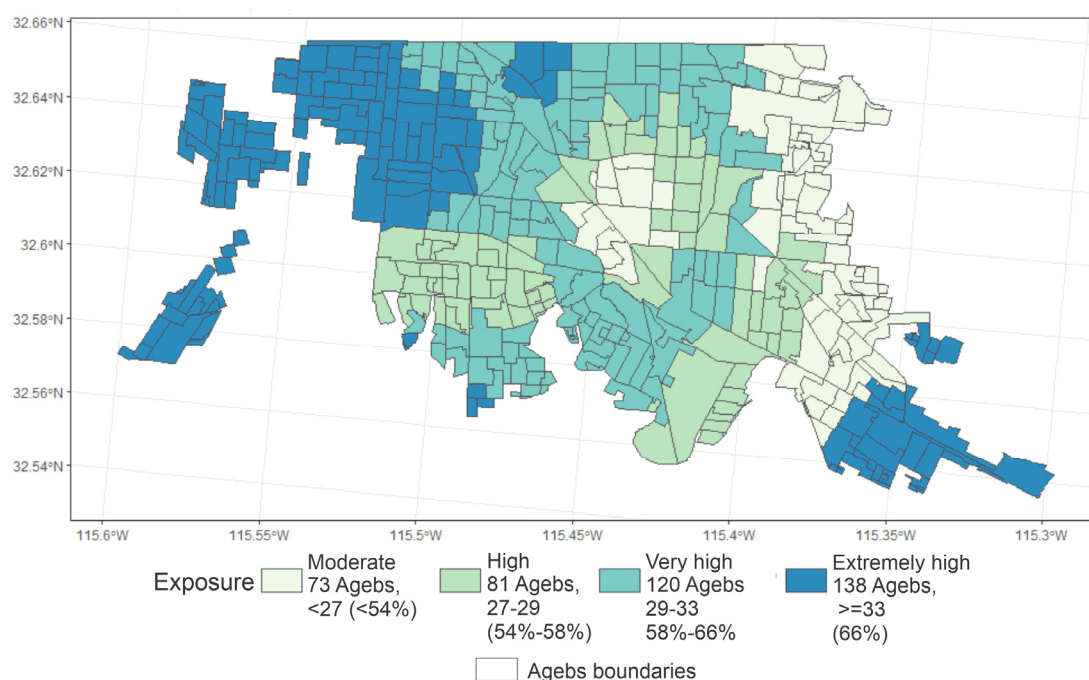 32.66°N
32.64°N
32.62°N
32.6°N
32.58°N
32.56°N
32.54°N
115.6°W 115.55°W 115.5°W 115.45°W 115.4°W 115.35°W 115.3°W
Exposure
Moderate
73 Agebs,
<27 (<54%)
High
81 Agebs,
27-29
(54%-58%)
Very high
120 Agebs
29-33
58%-66%
Extremely high
138 Agebs,
>=33
(66%)
Agebs boundaries